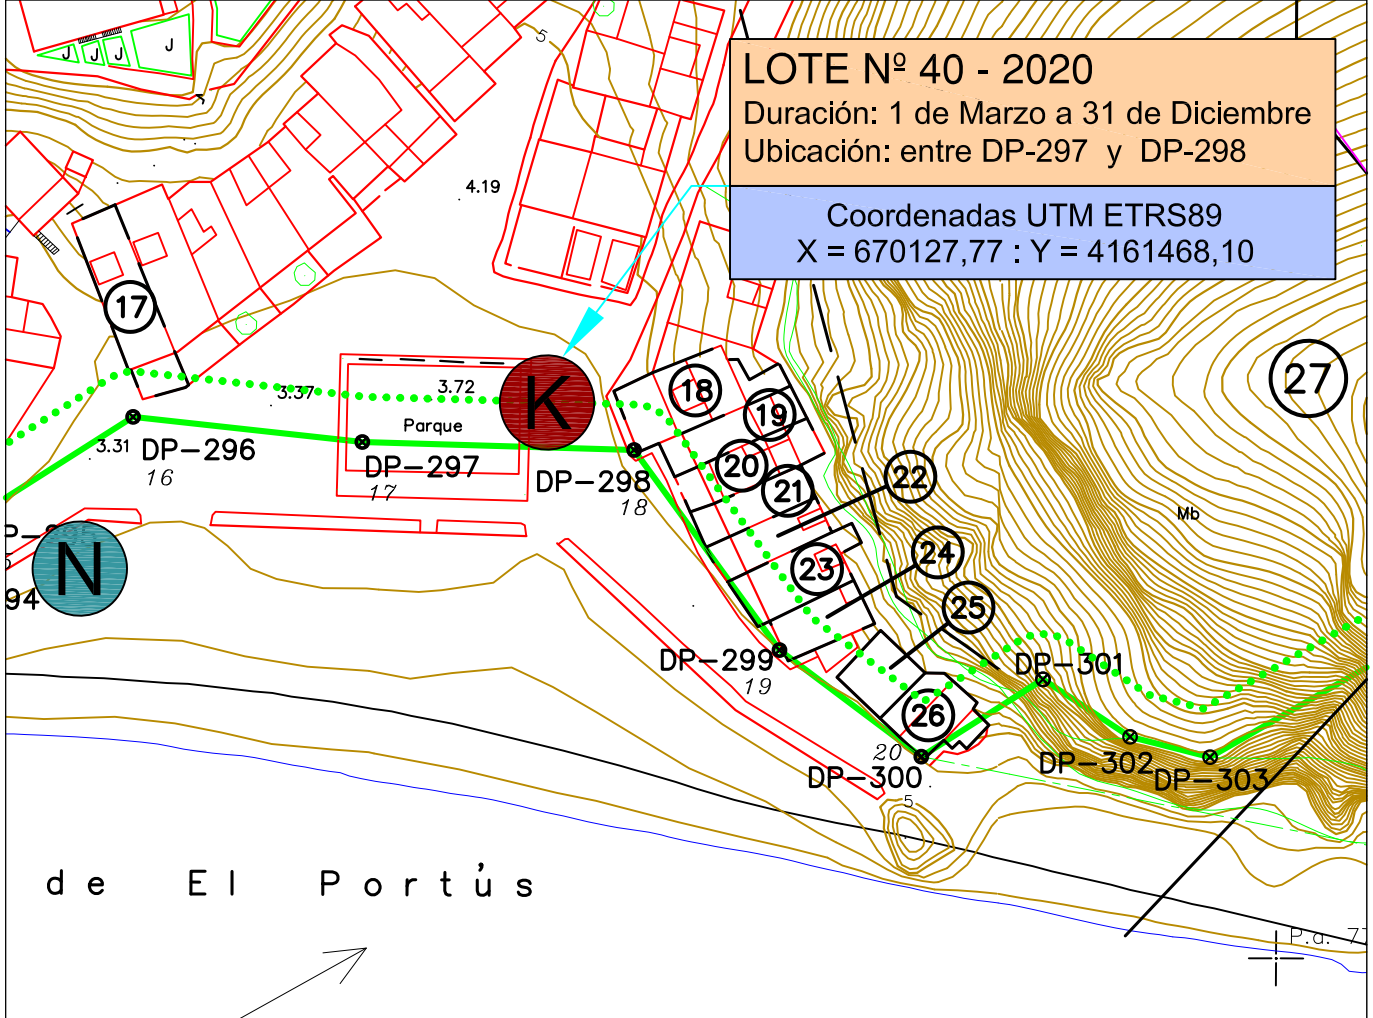 J
J
J
J
5
LOTE Nº 40 - 2020
Duración: 1 de Marzo a 31 de Diciembre
Ubicación: entre DP-297 y DP-298
Coordenadas UTM ETRS89
X = 670127,77 : Y = 4161468,10
4.19
17
3.37
3.72
K
18
19
27
3.31
DP-296
16
Parque
DP-297
17
DP-298
18
20
21
22
Mb
N
94
23
24
25
DP-299
19
DP-301
26
20
DP-300
DP-302
DP-303
5
de El Portús
P.a. 77